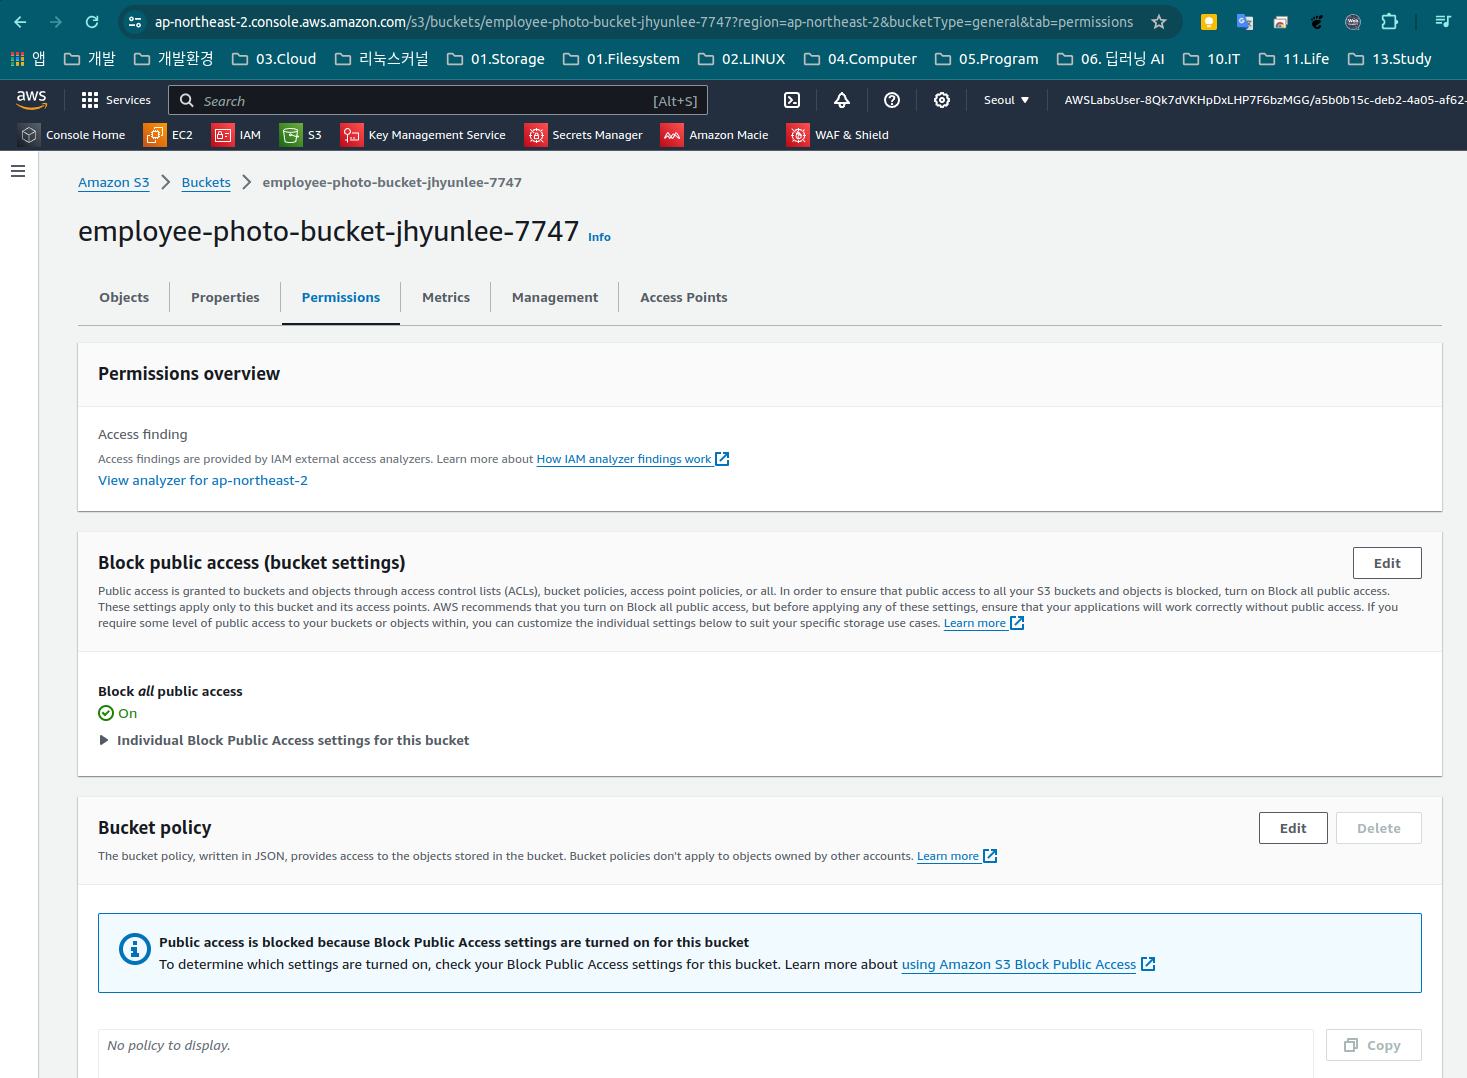 ap-northeast-2.console.aws.amazon.com/s3/buckets/employee-photo-bucket-jhyunlee-7747?region=ap-northeast-2&bucketType=general&tab=permissions
앱 개발 개발환경 03.Cloud 리눅스커널 01.Storage 01.Filesystem 02.LINUX 04.Computer 05.Program 06. 딥러닝 AI 10.IT 11.Life 13.Study
aws Services Search [Alt+S] Seoul AWSLabsUser-8Qk7dVKHpDxLHP7F6bzMGG/a5b0b15c-deb2-4a05-af62-
Console Home EC2 IAM S3 Key Management Service Secrets Manager Amazon Macie WAF & Shield
Amazon S3 Buckets employee-photo-bucket-jhyunlee-7747
employee-photo-bucket-jhyunlee-7747 Info
Objects Properties Permissions Metrics Management Access Points
Permissions overview
Access finding
Access findings are provided by IAM external access analyzers. Learn more about How IAM analyzer findings work
View analyzer for ap-northeast-2
Block public access (bucket settings) Edit
Public access is granted to buckets and objects through access control lists (ACLs), bucket policies, access point policies, or all. In order to ensure that public access to all your S3 buckets and objects is blocked, turn on Block all public access.
These settings apply only to this bucket and its access points. AWS recommends that you turn on Block all public access, but before applying any of these settings, ensure that your applications will work correctly without public access. If you
require some level of public access to your buckets or objects within, you can customize the individual settings below to suit your specific storage use cases. Learn more
Block all public access
On
Individual Block Public Access settings for this bucket
Bucket policy Edit Delete
The bucket policy, written in JSON, provides access to the objects stored in the bucket. Bucket policies don't apply to objects owned by other accounts. Learn more
Public access is blocked because Block Public Access settings are turned on for this bucket
To determine which settings are turned on, check your Block Public Access settings for this bucket. Learn more about using Amazon S3 Block Public Access
No policy to display. Copy